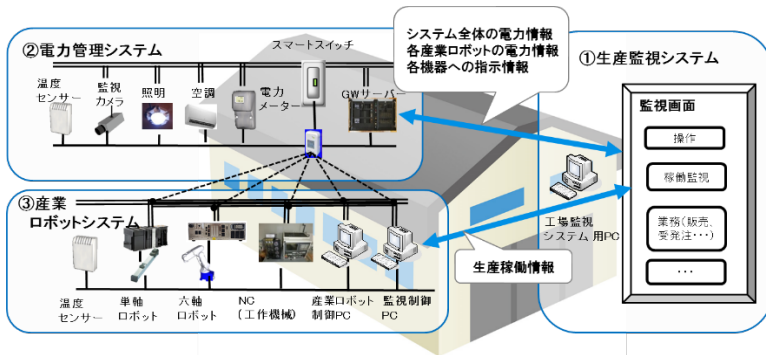 ②電力管理システム
スマートスイッチ
温度
センサー
監視
カメラ
照明
空調
電力
メーター
GWサーバー
システム全体の電力情報
各産業ロボットの電力情報
各機器への指示情報
①生産監視システム
監視画面
操作
稼働監視
業務(販売、
受発注・・・)
・・・
工場監視
システム用PC
生産稼働情報
③産業
ロボットシステム
温度
センサー
単軸
ロボット
六軸
ロボット
NC
(工作機械)
産業ロボット
制御PC
監視制御
PC